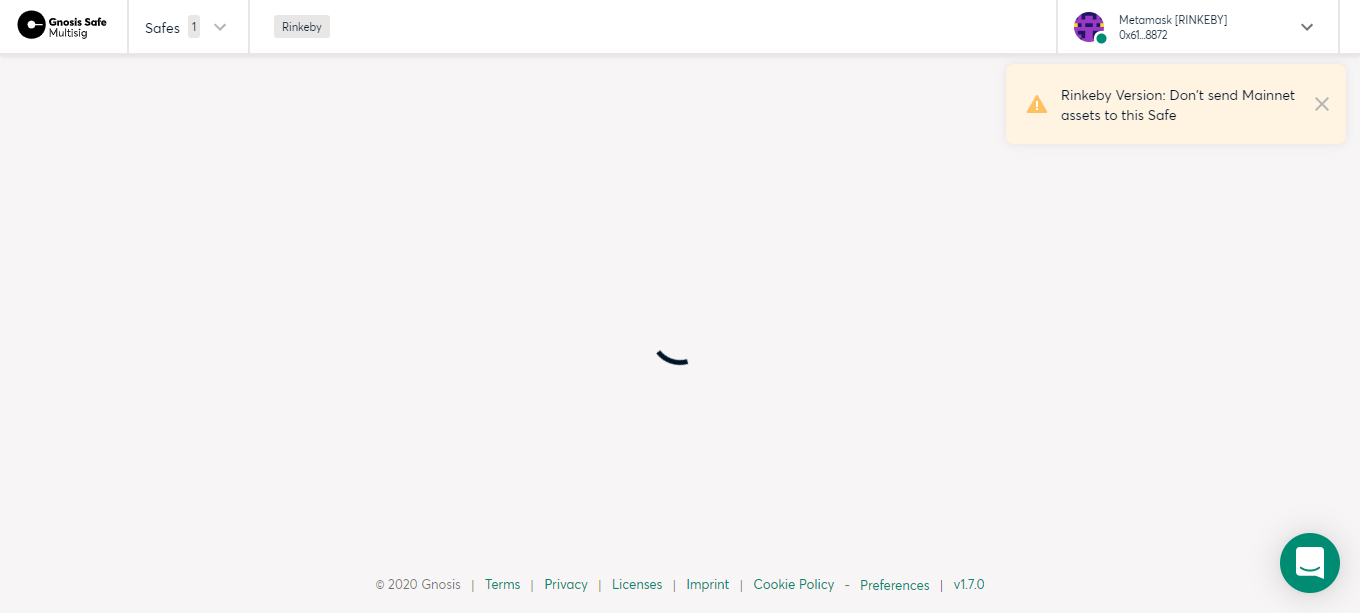 Gnosis Safe
Multisig
Safes 1
Rinkeby
Metamask [RINKEBY]
0x61...8872
Rinkeby Version: Don't send Mainnet
assets to this Safe
© 2020 Gnosis | Terms | Privacy | Licenses | Imprint | Cookie Policy - Preferences | v1.7.0